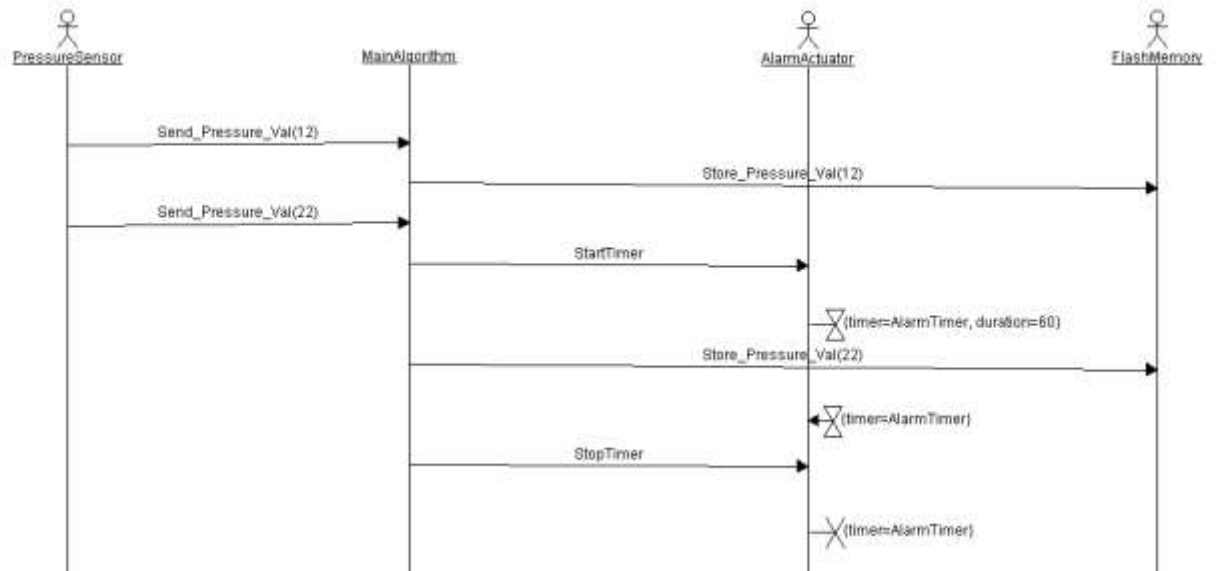 PressureSensor
MainAlgorithm
AlarmActuator
FlashMemory
Send_Pressure_Val(12)
Store_Pressure_Val(12)
Send_Pressure_Val(22)
StartTimer
(timer=AlarmTimer, duration=60)
Store_Pressure_Val(22)
(timer=AlarmTimer)
StopTimer
(timer=AlarmTimer)